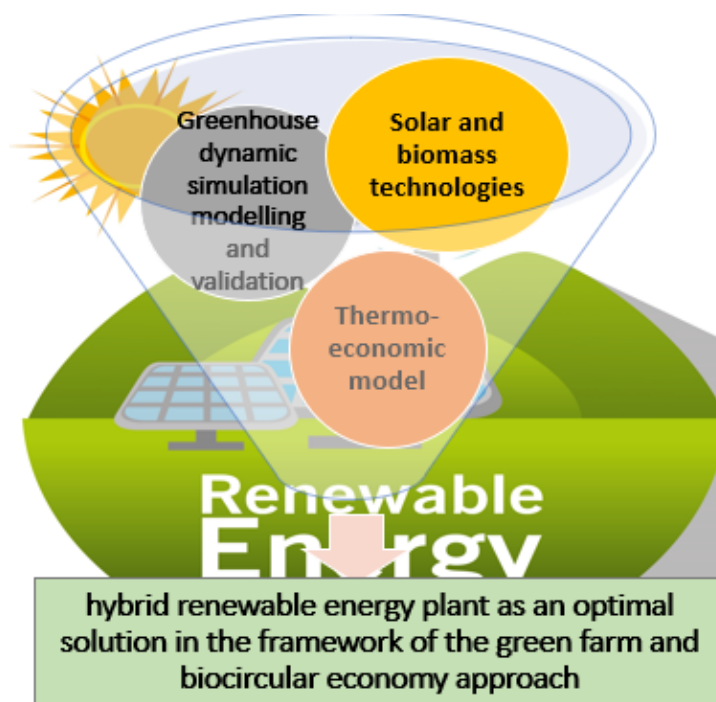 Greenhouse
dynamic
simulation
modelling
and
validation
Solar and
biomass
technologies
Thermo-
economic
model
Renewable
Energy
hybrid renewable energy plant as an optimal
solution in the framework of the green farm and
biocircular economy approach